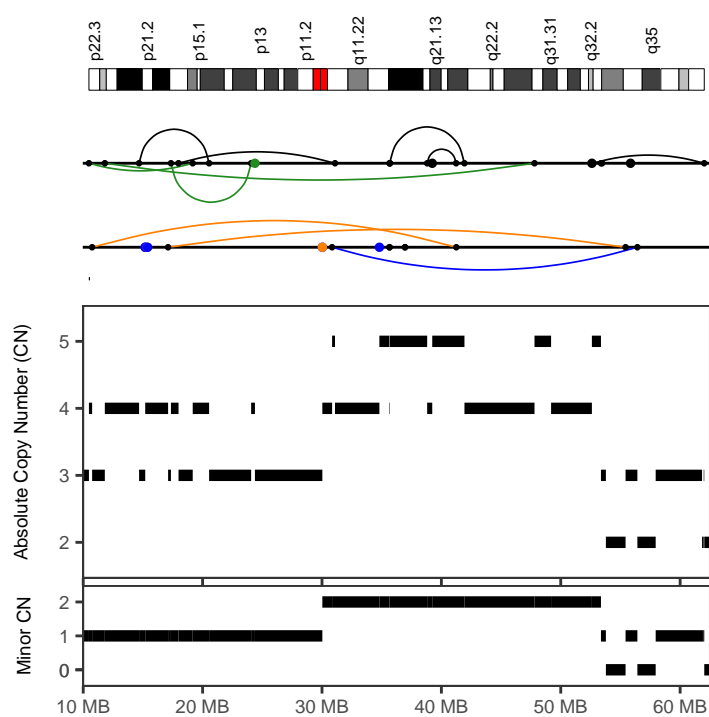 p22.3 p21.2 p15.1 p13 p11.2 q11.22 q21.13 q22.2 q31.31 q32.2 q35
Absolute Copy Number (CN)
5
4
3
2
Minor CN
2
1
0
10 MB 20 MB 30 MB 40 MB 50 MB 60 MB